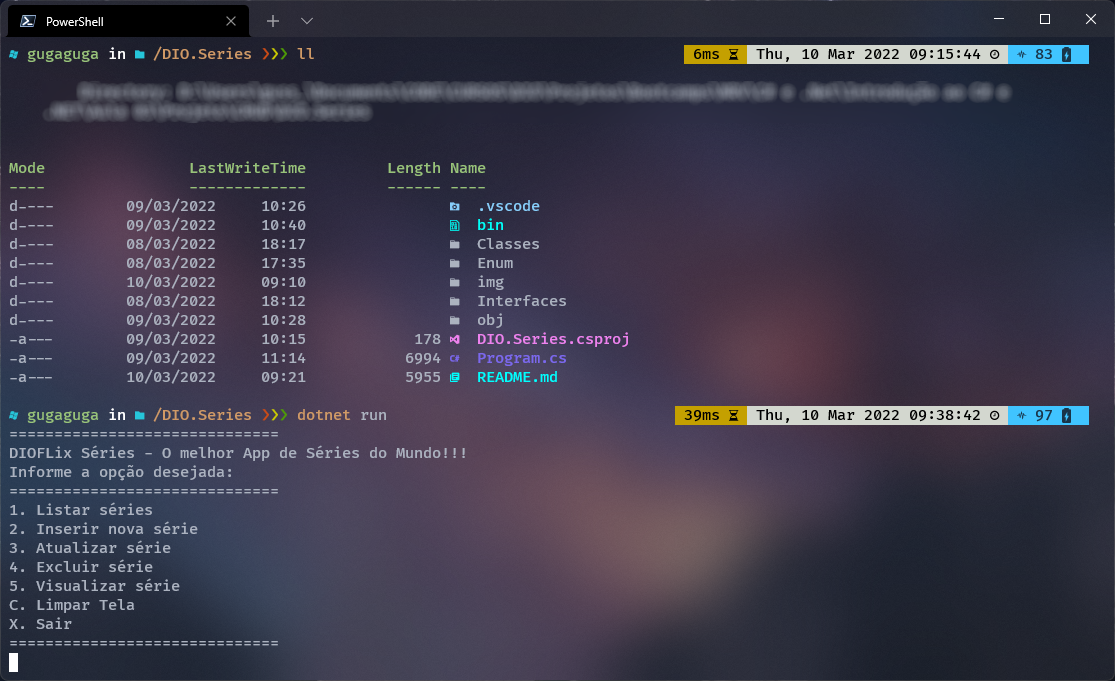 PowerShell
gugaguga in /DIO.Series ❯❯❯ ll 6ms Thu, 10 Mar 2022 09:15:44 83
Mode LastWriteTime Length Name
---- ------------- ------ ----
d---- 09/03/2022 10:26 .vscode
d---- 09/03/2022 10:40 bin
d---- 08/03/2022 18:17 Classes
d---- 08/03/2022 17:35 Enum
d---- 10/03/2022 09:10 img
d---- 08/03/2022 18:12 Interfaces
d---- 09/03/2022 10:28 obj
-a--- 09/03/2022 10:15 178 DIO.Series.csproj
-a--- 09/03/2022 11:14 6994 Program.cs
-a--- 10/03/2022 09:21 5955 README.md
gugaguga in /DIO.Series ❯❯❯ dotnet run 39ms Thu, 10 Mar 2022 09:38:42 97
==============================
DIOFLix Séries - O melhor App de Séries do Mundo!!!
Informe a opção desejada:
==============================
1. Listar séries
2. Inserir nova série
3. Atualizar série
4. Excluir série
5. Visualizar série
C. Limpar Tela
X. Sair
==============================